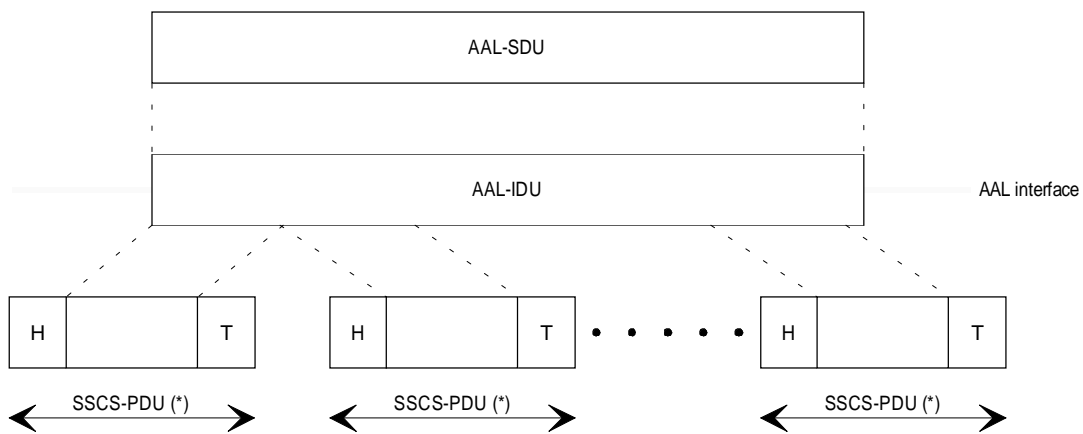 AAL-SDU
AAL-IDU
AAL interface
H T H T H T
SSCS-PDU (*) SSCS-PDU (*) SSCS-PDU (*)